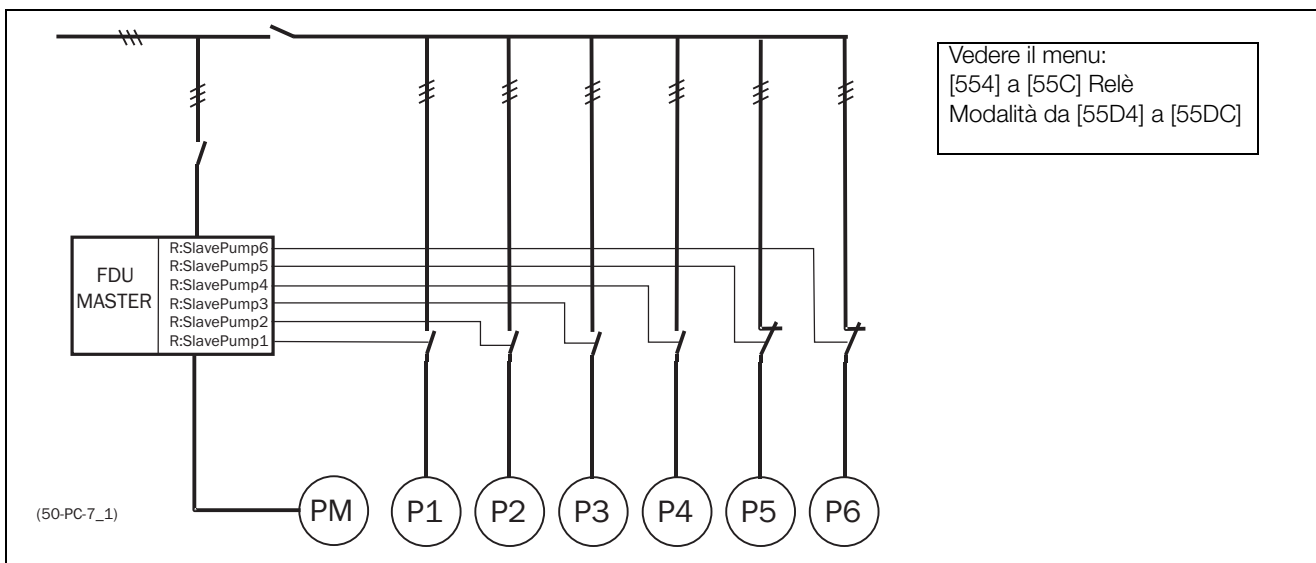 Vedere il menu:
[554] a [55C] Relè
Modalità da [55D4] a [55DC]
FDU
MASTER
R:SlavePump6
R:SlavePump5
R:SlavePump4
R:SlavePump3
R:SlavePump2
R:SlavePump1
PM
P1
P2
P3
P4
P5
P6
(50-PC-7_1)